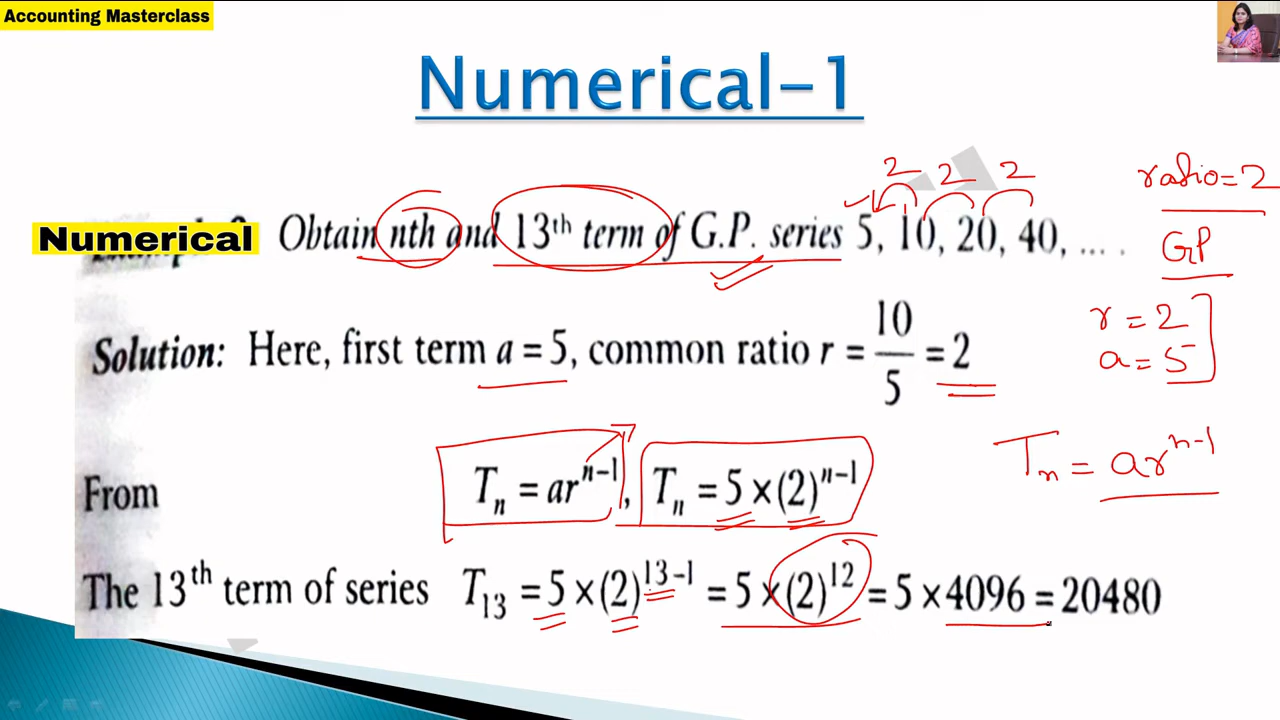 Accounting Masterclass
Numerical-1
2 2 2
ratio=2
Numerical Obtain nth and 13th term of G.P. series 5, 10, 20, 40, .... .
GP
Solution: Here, first term a = 5, common ratio r = 10/5 = 2
r = 2
a = 5
From Tn = ar^n-1, Tn = 5 × (2)^n-1
Tn = ar^n-1
The 13th term of series T13 = 5 × (2)^13-1 = 5 × (2)^12 = 5 × 4096 = 20480